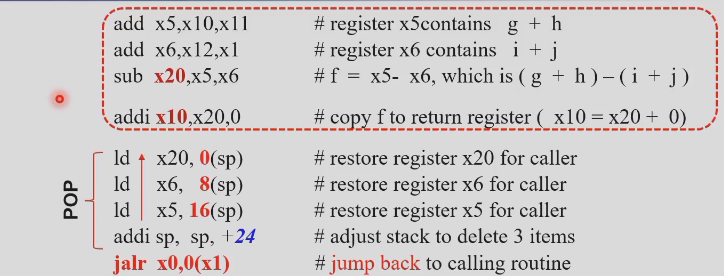 add x5,x10,x11 # register x5contains g + h
add x6,x12,x1 # register x6 contains i + j
sub x20,x5,x6 # f = x5- x6, which is ( g + h ) – ( i + j )
addi x10,x20,0 # copy f to return register ( x10 = x20 + 0)
POP
ld x20, 0(sp) # restore register x20 for caller
ld x6, 8(sp) # restore register x6 for caller
ld x5, 16(sp) # restore register x5 for caller
addi sp, sp, +24 # adjust stack to delete 3 items
jalr x0,0(x1) # jump back to calling routine